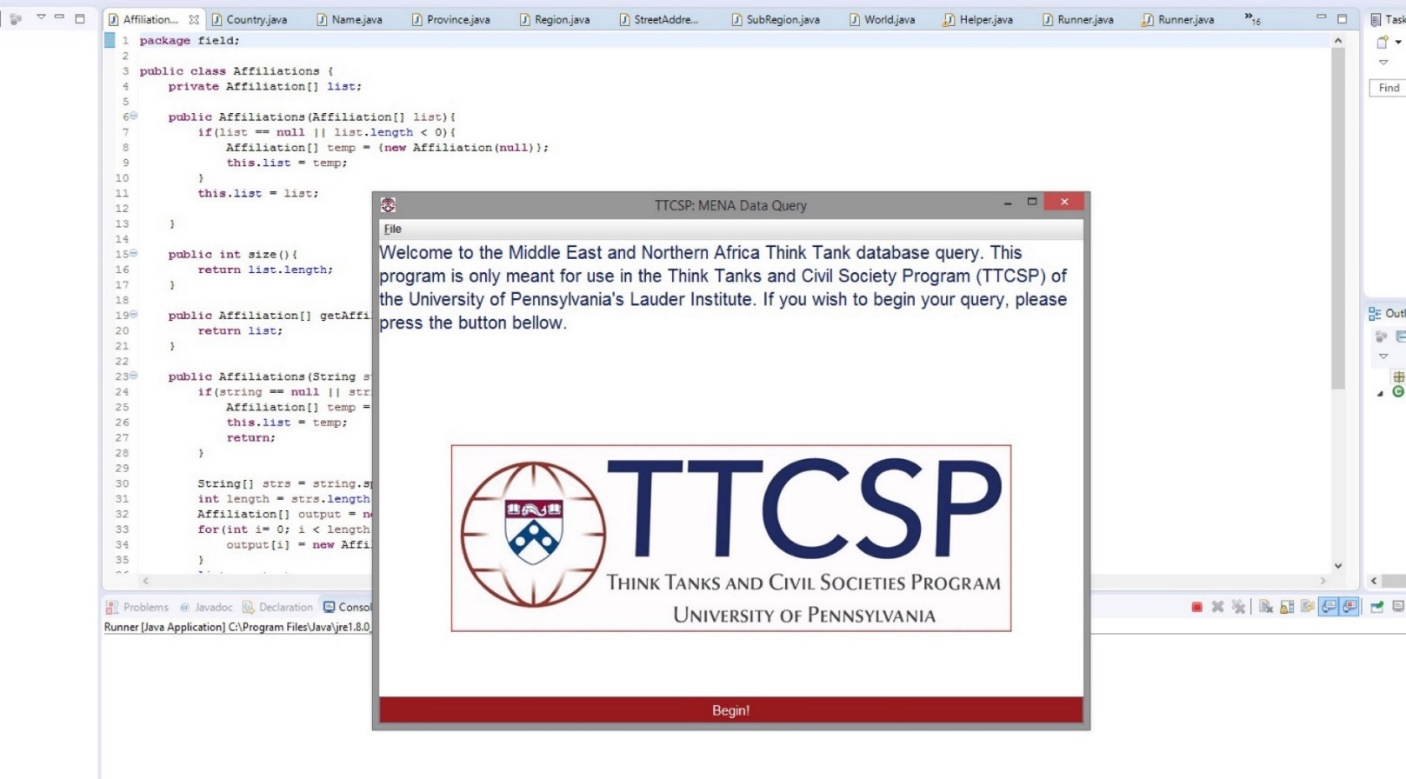 Affiliation...
Country.java
Name.java
Province.java
Region.java
StreetAddre...
SubRegion.java
World.java
Helper.java
Runner.java
Runner.java
»16
Task
1 package field;
2
3 public class Affiliations {
4 private Affiliation[] list;
5
6 public Affiliations(Affiliation[] list){
7 if(list == null || list.length < 0){
8 Affiliation[] temp = {new Affiliation(null)};
9 this.list = temp;
10 }
11 this.list = list;
12
13 }
14
15 public int size(){
16 return list.length;
17 }
18
19 public Affiliation[] getAffi
20 return list;
21 }
22
23 public Affiliations(String s
24 if(string == null || str
25 Affiliation[] temp =
26 this.list = temp;
27 return;
28 }
29
30 String[] strs = string.sp
31 int length = strs.length
32 Affiliation[] output = ne
33 for(int i= 0; i < length
34 output[i] = new Affi
35 }
Find
Outl
TTCSP: MENA Data Query
File
Welcome to the Middle East and Northern Africa Think Tank database query. This
program is only meant for use in the Think Tanks and Civil Society Program (TTCSP) of
the University of Pennsylvania's Lauder Institute. If you wish to begin your query, please
press the button bellow.
TTCSP
THINK TANKS AND CIVIL SOCIETIES PROGRAM
UNIVERSITY OF PENNSYLVANIA
Begin!
Problems
Javadoc
Declaration
Consol
Runner [Java Application] C:\Program Files\Java\jre1.8.0_